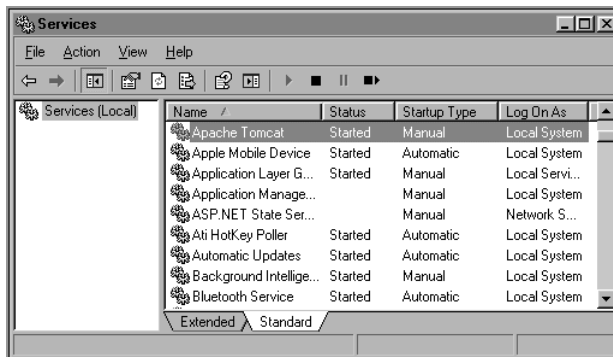 Services
File Action View Help
Services (Local)
Name Status Startup Type Log On As
Apache Tomcat Started Manual Local System
Apple Mobile Device Started Automatic Local System
Application Layer G... Started Manual Local Servi...
Application Manage... Manual Local System
ASP.NET State Ser... Manual Network S...
Ati HotKey Poller Started Automatic Local System
Automatic Updates Started Automatic Local System
Background Intellige... Started Manual Local System
Bluetooth Service Started Automatic Local System
Extended Standard